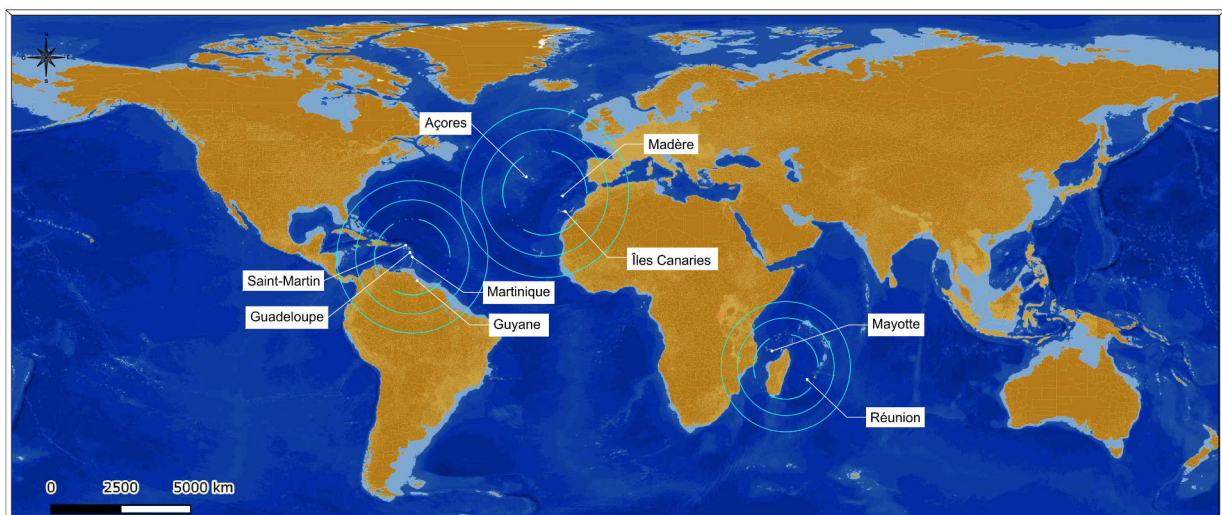 N
O
E
S
Açores
Madère
Îles Canaries
Saint-Martin
Martinique
Guadeloupe
Guyane
Mayotte
Réunion
0 2500 5000 km